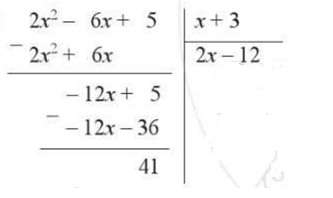 2x² − 6x + 5 | x + 3
− 2x² + 6x | 2x − 12
− 12x + 5
− − 12x − 36
41